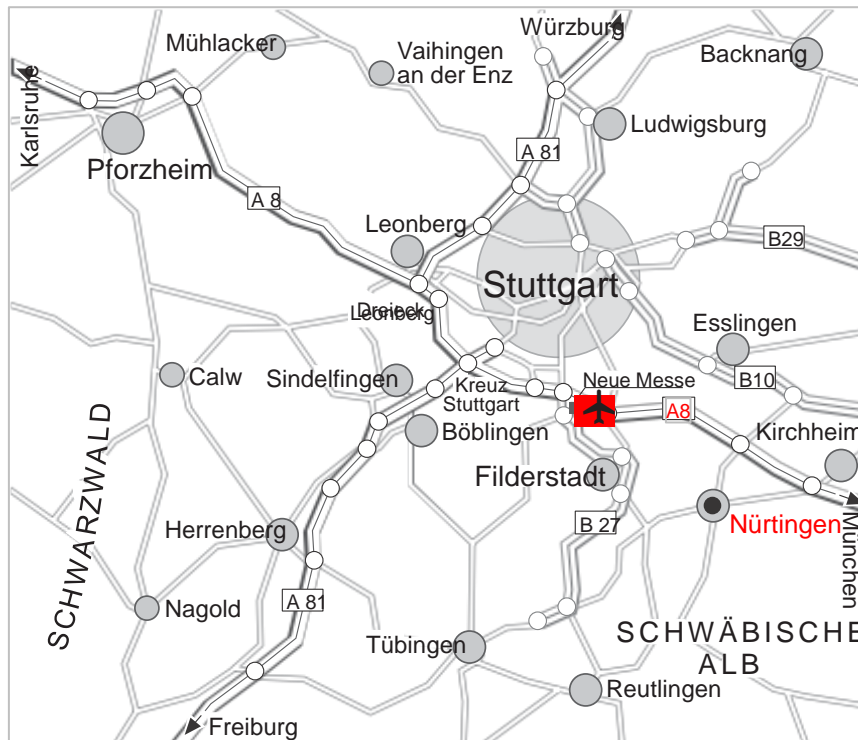 Würzburg
Mühlacker
Vaihingen
an der Enz
Backnang
Karlsruhe
Ludwigsburg
Pforzheim
A 81
A 8
Leonberg
B29
Stuttgart
Dreieck
Leonberg
Esslingen
Calw
Sindelfingen
Kreuz
Stuttgart
Neue Messe
B10
A8
Böblingen
Kirchheim
SCHWARZWALD
Filderstadt
Herrenberg
B 27
Nürtingen
München
Nagold
A 81
Tübingen
SCHWÄBISCHE
ALB
Reutlingen
Freiburg